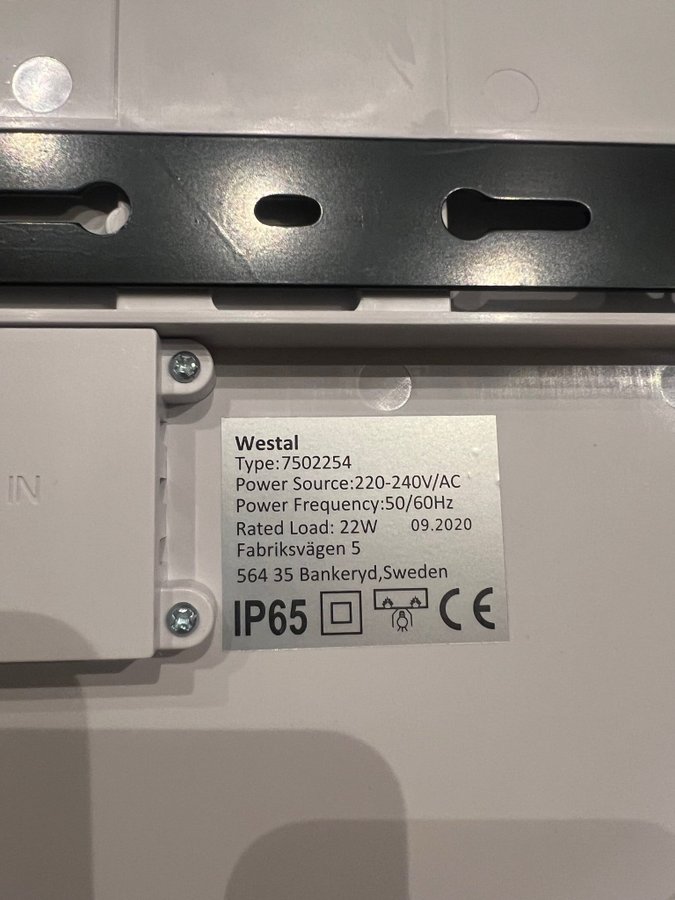 Westal
Type:7502254
Power Source:220-240V/AC
Power Frequency:50/60Hz
Rated Load: 22W 09.2020
Fabriksvägen 5
564 35 Bankeryd,Sweden
IP65 CE
IN